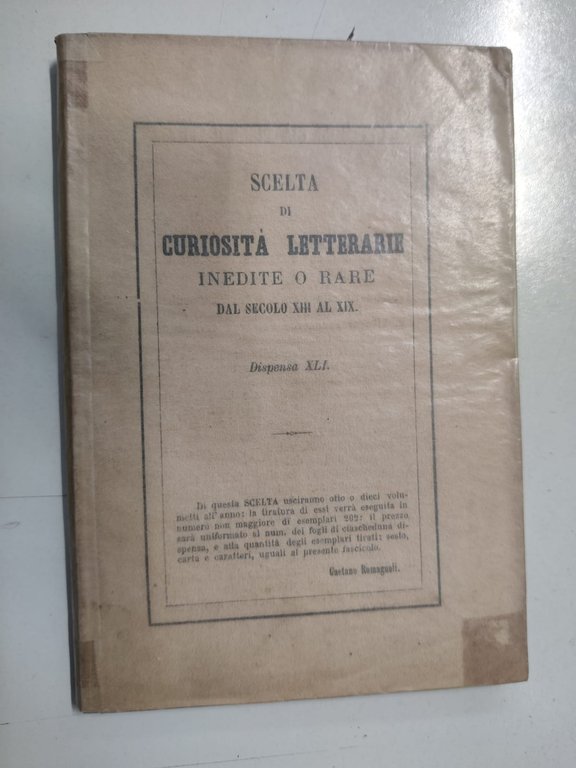 SCELTA
DI
CURIOSITÀ LETTERARIE
INEDITE O RARE
DAL SECOLO XIII AL XIX.
Dispensa XLI.
Di questa SCELTA usciranno otto o dieci volu-
metti all'anno: la tiratura di essi verrà eseguita in
numero non maggiore di esemplari 202: il prezzo
sarà uniformato al num. dei fogli di ciascheduna di-
spensa, e alla quantità degli esemplari tirati: sesto,
carta e caratteri, uguali al presente fascicolo.
Gaetano Romagnoli.